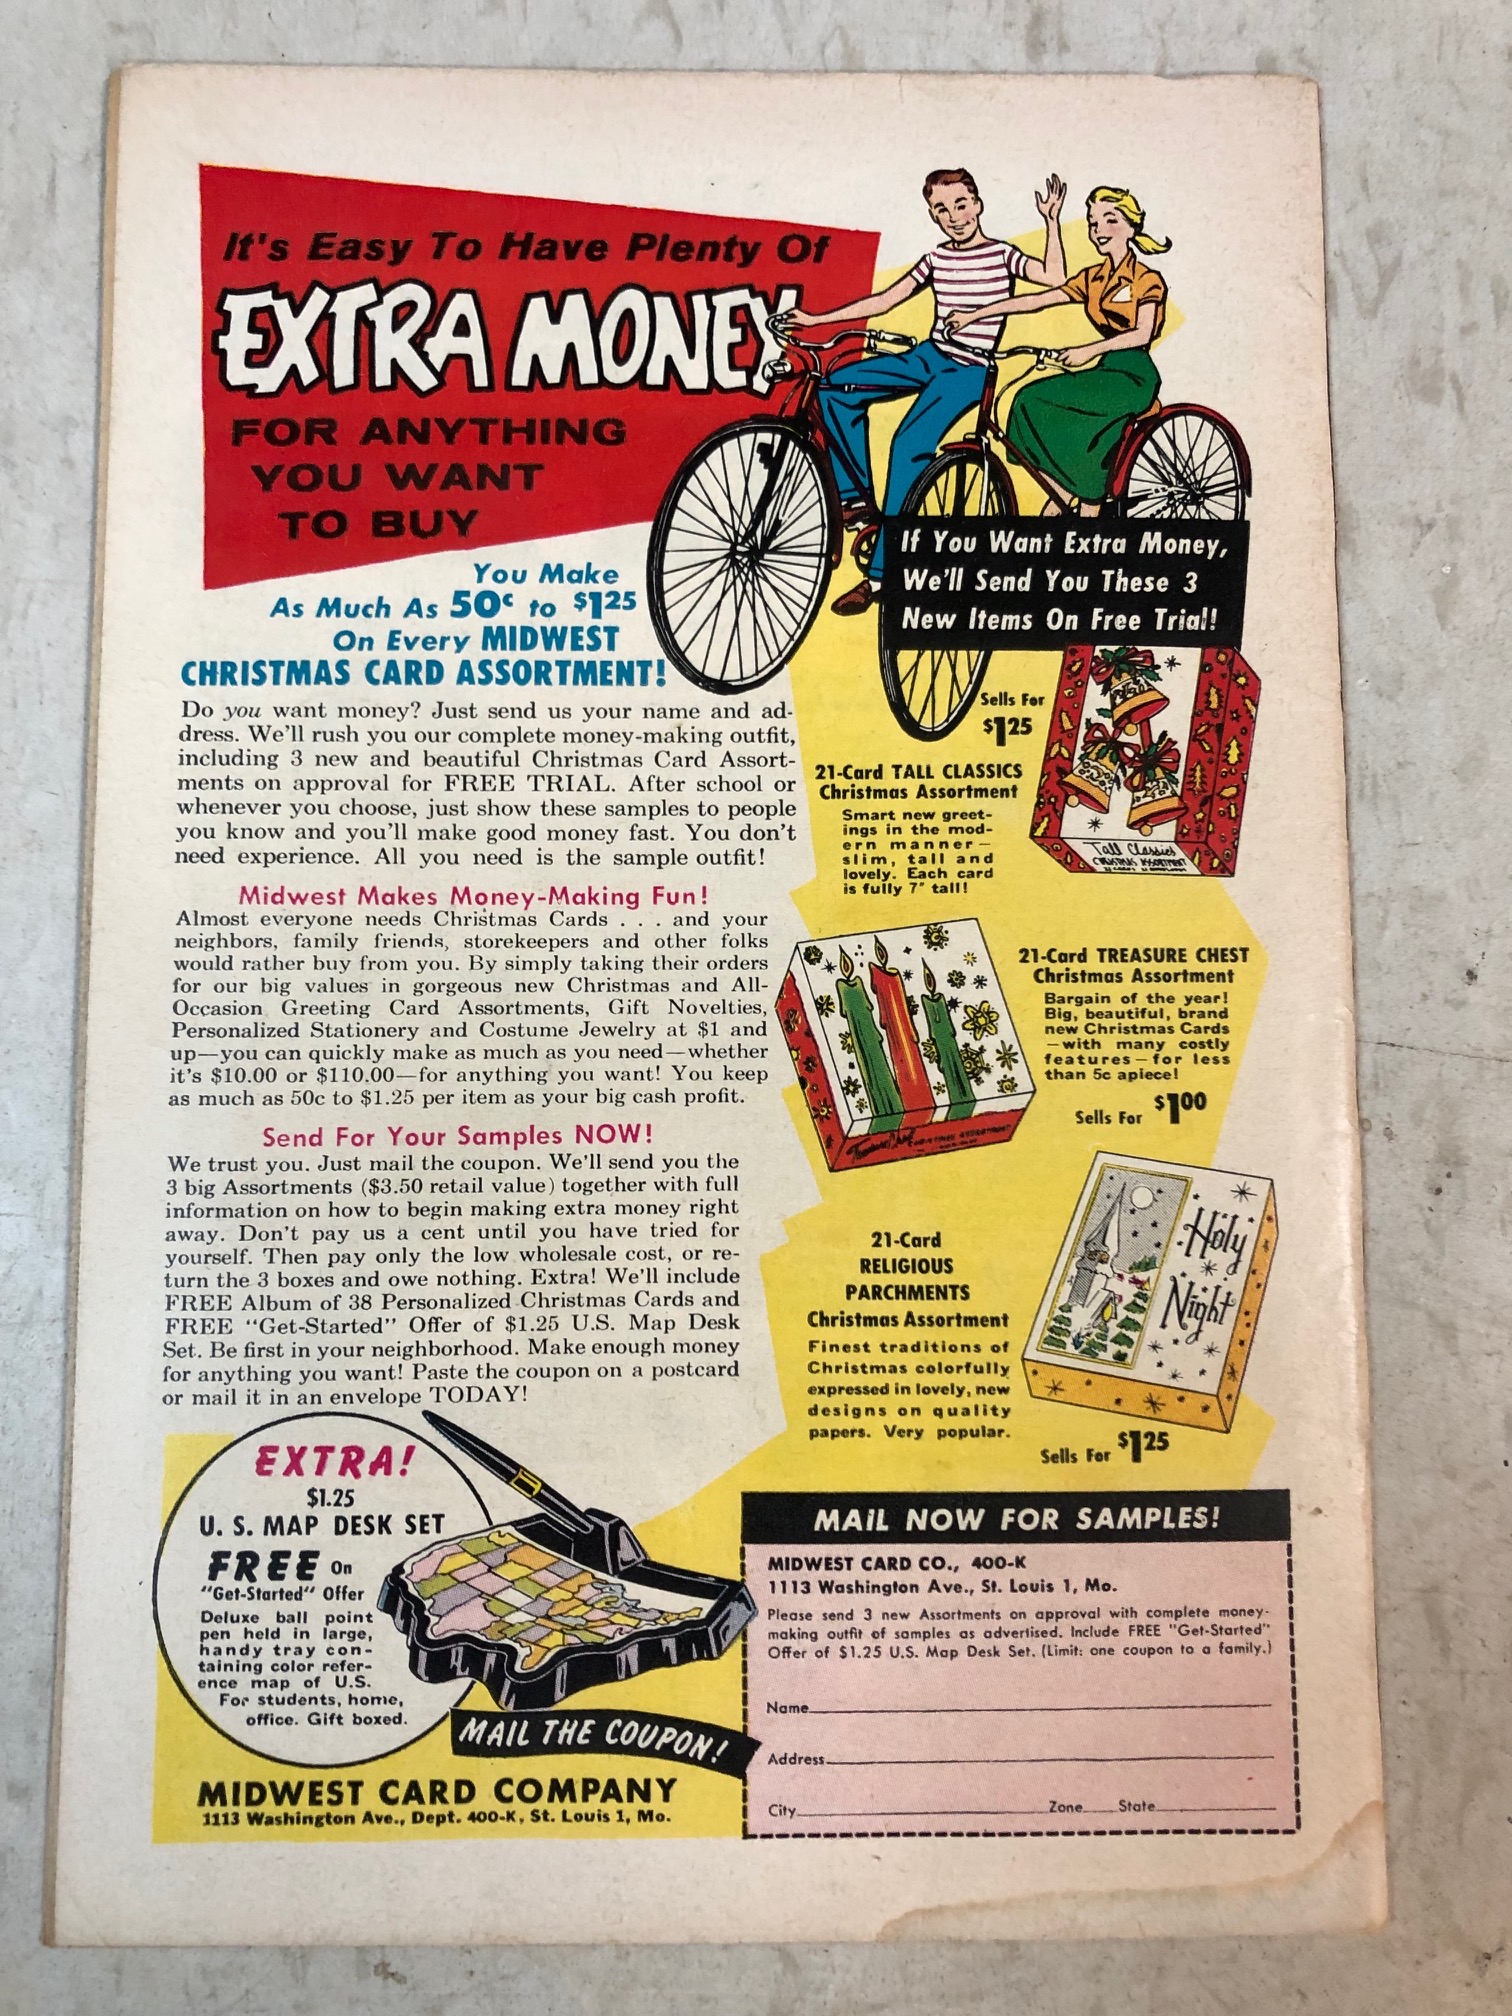 It's Easy To Have Plenty Of
EXTRA MONEY
FOR ANYTHING
YOU WANT
TO BUY
You Make
As Much As 50¢ to $1.25
On Every MIDWEST
CHRISTMAS CARD ASSORTMENT!
Do you want money? Just send us your name and ad-
dress. We'll rush you our complete money-making outfit,
including 3 new and beautiful Christmas Card Assort-
ments on approval for FREE TRIAL. After school or
whenever you choose, just show these samples to people
you know and you'll make good money fast. You don't
need experience. All you need is the sample outfit!
Midwest Makes Money-Making Fun!
Almost everyone needs Christmas Cards . . . and your
neighbors, family friends, storekeepers and other folks
would rather buy from you. By simply taking their orders
for our big values in gorgeous new Christmas and All-
Occasion Greeting Card Assortments, Gift Novelties,
Personalized Stationery and Costume Jewelry at $1 and
up—you can quickly make as much as you need—whether
it's $10.00 or $110.00—for anything you want! You keep
as much as 50c to $1.25 per item as your big cash profit.
Send For Your Samples NOW!
We trust you. Just mail the coupon. We'll send you the
3 big Assortments ($3.50 retail value) together with full
information on how to begin making extra money right
away. Don't pay us a cent until you have tried for
yourself. Then pay only the low wholesale cost, or re-
turn the 3 boxes and owe nothing. Extra! We'll include
FREE Album of 38 Personalized Christmas Cards and
FREE "Get-Started" Offer of $1.25 U.S. Map Desk
Set. Be first in your neighborhood. Make enough money
for anything you want! Paste the coupon on a postcard
or mail it in an envelope TODAY!
If You Want Extra Money,
We'll Send You These 3
New Items On Free Trial!
Sells For
$1.25
21-Card TALL CLASSICS
Christmas Assortment
Smart new greet-
ings in the mod-
ern manner—
slim, tall and
lovely. Each card
is fully 7" tall!
Tall Classics
CHRISTMAS ASSORTMENT
21-Card TREASURE CHEST
Christmas Assortment
Bargain of the year!
Big, beautiful, brand
new Christmas Cards
—with many costly
features—for less
than 5c apiece!
Sells For $1.00
Treasure Chest CHRISTMAS ASSORTMENT
21-Card
RELIGIOUS
PARCHMENTS
Christmas Assortment
Finest traditions of
Christmas colorfully
expressed in lovely, new
designs on quality
papers. Very popular.
Sells For $1.25
Holy
Night
EXTRA!
$1.25
U. S. MAP DESK SET
FREE On
"Get-Started" Offer
Deluxe ball point
pen held in large,
handy tray con-
taining color refer-
ence map of U.S.
For students, home,
office. Gift boxed.
MAIL THE COUPON!
MIDWEST CARD COMPANY
1113 Washington Ave., Dept. 400-K, St. Louis 1, Mo.
MAIL NOW FOR SAMPLES!
MIDWEST CARD CO., 400-K
1113 Washington Ave., St. Louis 1, Mo.
Please send 3 new Assortments on approval with complete money-
making outfit of samples as advertised. Include FREE "Get-Started"
Offer of $1.25 U.S. Map Desk Set. (Limit: one coupon to a family.)
Name
Address
City Zone State